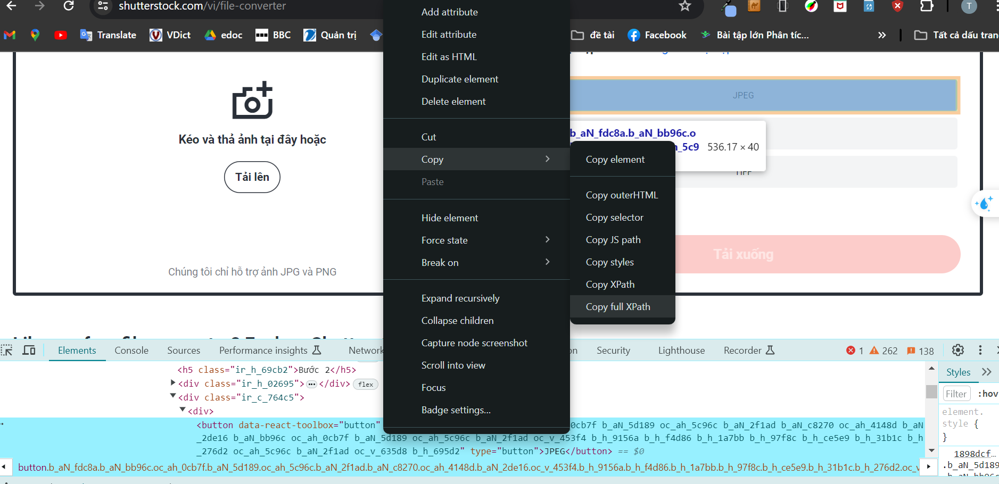 shutterstock.com/vi/file-converter
T
Translate
VDict
edoc
BBC
Quản trị
đề tài
Facebook
Bài tập lớn Phân tíc...
Tất cả dấu tran
Kéo và thả ảnh tại đây hoặc
Tải lên
Chúng tôi chỉ hỗ trợ ảnh JPG và PNG
JPEG
b_aN_fdc8a.b_aN_bb96c.o
h_5c9 536.17 × 40
TIFF
Tải xuống
Add attribute
Edit attribute
Edit as HTML
Duplicate element
Delete element
Cut
Copy
Paste
Hide element
Force state
Break on
Expand recursively
Collapse children
Capture node screenshot
Scroll into view
Focus
Badge settings...
Copy element
Copy outerHTML
Copy selector
Copy JS path
Copy styles
Copy XPath
Copy full XPath
Elements
Console
Sources
Performance insights
Network
on
Security
Lighthouse
Recorder
1
262
138
<h5 class="ir_h_69cb2">Bước 2</h5>
<div class="ir_h_02695">…</div> flex
<div class="ir_c_764c5">
<div>
<button data-react-toolbox="button" 0cb7f b_aN_5d189 oc_ah_5c96c b_aN_2f1ad b_aN_c8270 oc_ah_4148d b_aN
_2de16 b_aN_bb96c oc_ah_0cb7f b_aN_5d189 oc_ah_5c96c b_aN_2f1ad oc_v_453f4 b_h_9156a b_h_f4d86 b_h_1a7bb b_h_97f8c b_h_ce5e9 b_h_31b1c b_h
_276d2 oc_ah_5c96c b_aN_2f1ad oc_v_635d8 b_h_695d2" type="button">JPEG</button> == $0
button.b_aN_fdc8a.b_aN_bb96c.oc_ah_0cb7f.b_aN_5d189.oc_ah_5c96c.b_aN_2f1ad.b_aN_c8270.oc_ah_4148d.b_aN_2de16.oc_v_453f4.b_h_9156a.b_h_f4d86.b_h_1a7bb.b_h_97f8c.b_h_ce5e9.b_h_31b1c.b_h_276d2.oc_v
Styles
Filter
:hov
element.
style {
}
1898dcf…
.b_aN_5d189